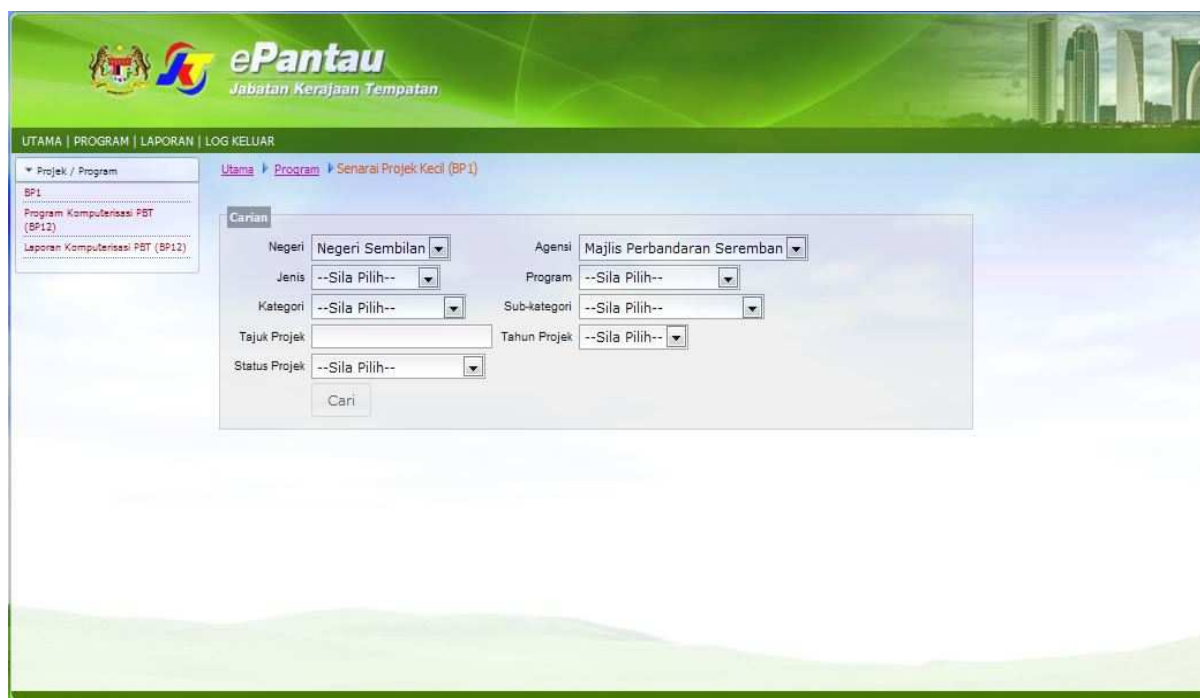 ePantau
Jabatan Kerajaan Tempatan
UTAMA | PROGRAM | LAPORAN | LOG KELUAR
Projek / Program
BP1
Program Komputerisasi PBT
(BP12)
Laporan Komputerisasi PBT (BP12)
Utama Program Senarai Projek Kecil (BP1)
Carian
Negeri Negeri Sembilan Agensi Majlis Perbandaran Seremban
Jenis --Sila Pilih-- Program --Sila Pilih--
Kategori --Sila Pilih-- Sub-kategori --Sila Pilih--
Tajuk Projek Tahun Projek --Sila Pilih--
Status Projek --Sila Pilih--
Cari